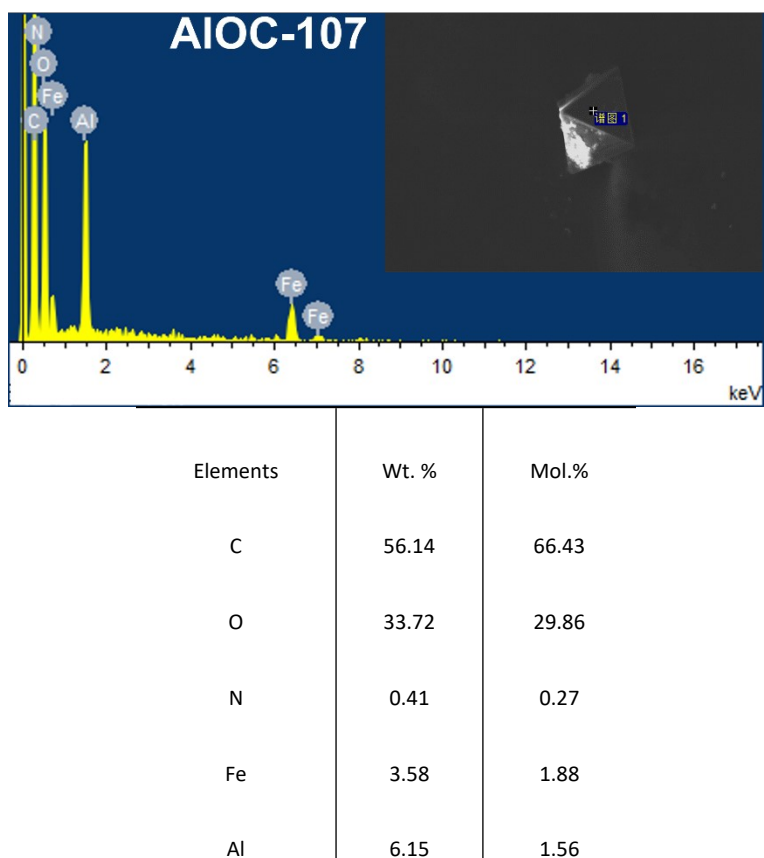 AlOC-107
N
O
Fe
C
Al
谱图 1
Fe
Fe
0 2 4 6 8 10 12 14 16
keV
Elements Wt. % Mol.%
C 56.14 66.43
O 33.72 29.86
N 0.41 0.27
Fe 3.58 1.88
Al 6.15 1.56